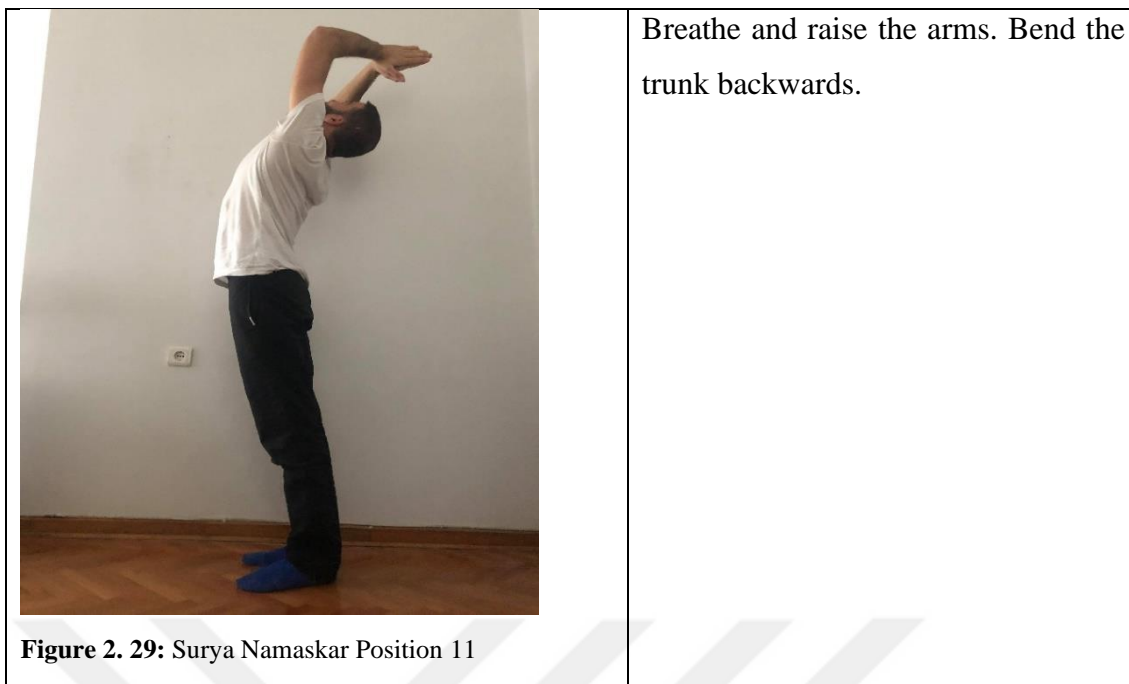 Breathe and raise the arms. Bend the
trunk backwards.
Figure 2. 29: Surya Namaskar Position 11